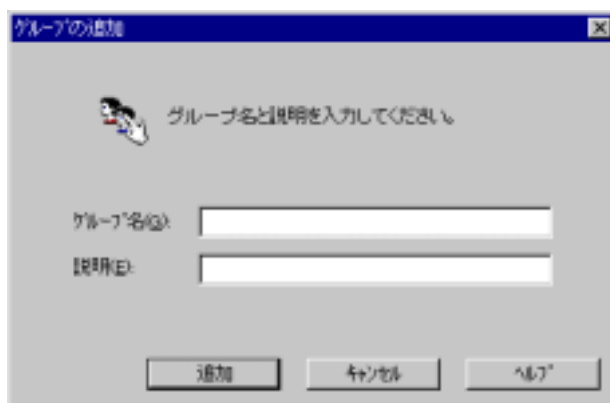 ｸﾞﾙｰﾌﾟの追加
グループ名と説明を入力してください。
ｸﾞﾙｰﾌﾟ名(G):
説明(E):
追加
ｷｬﾝｾﾙ
ﾍﾙﾌﾟ